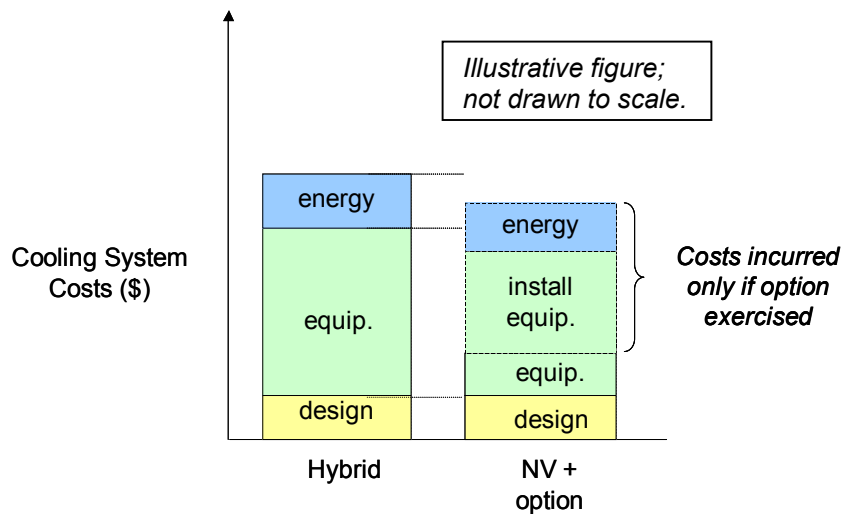 Illustrative figure;
not drawn to scale.
energy
energy
Cooling System
Costs ($)
Costs incurred
only if option
exercised
install
equip.
equip.
equip.
design
design
Hybrid
NV +
option